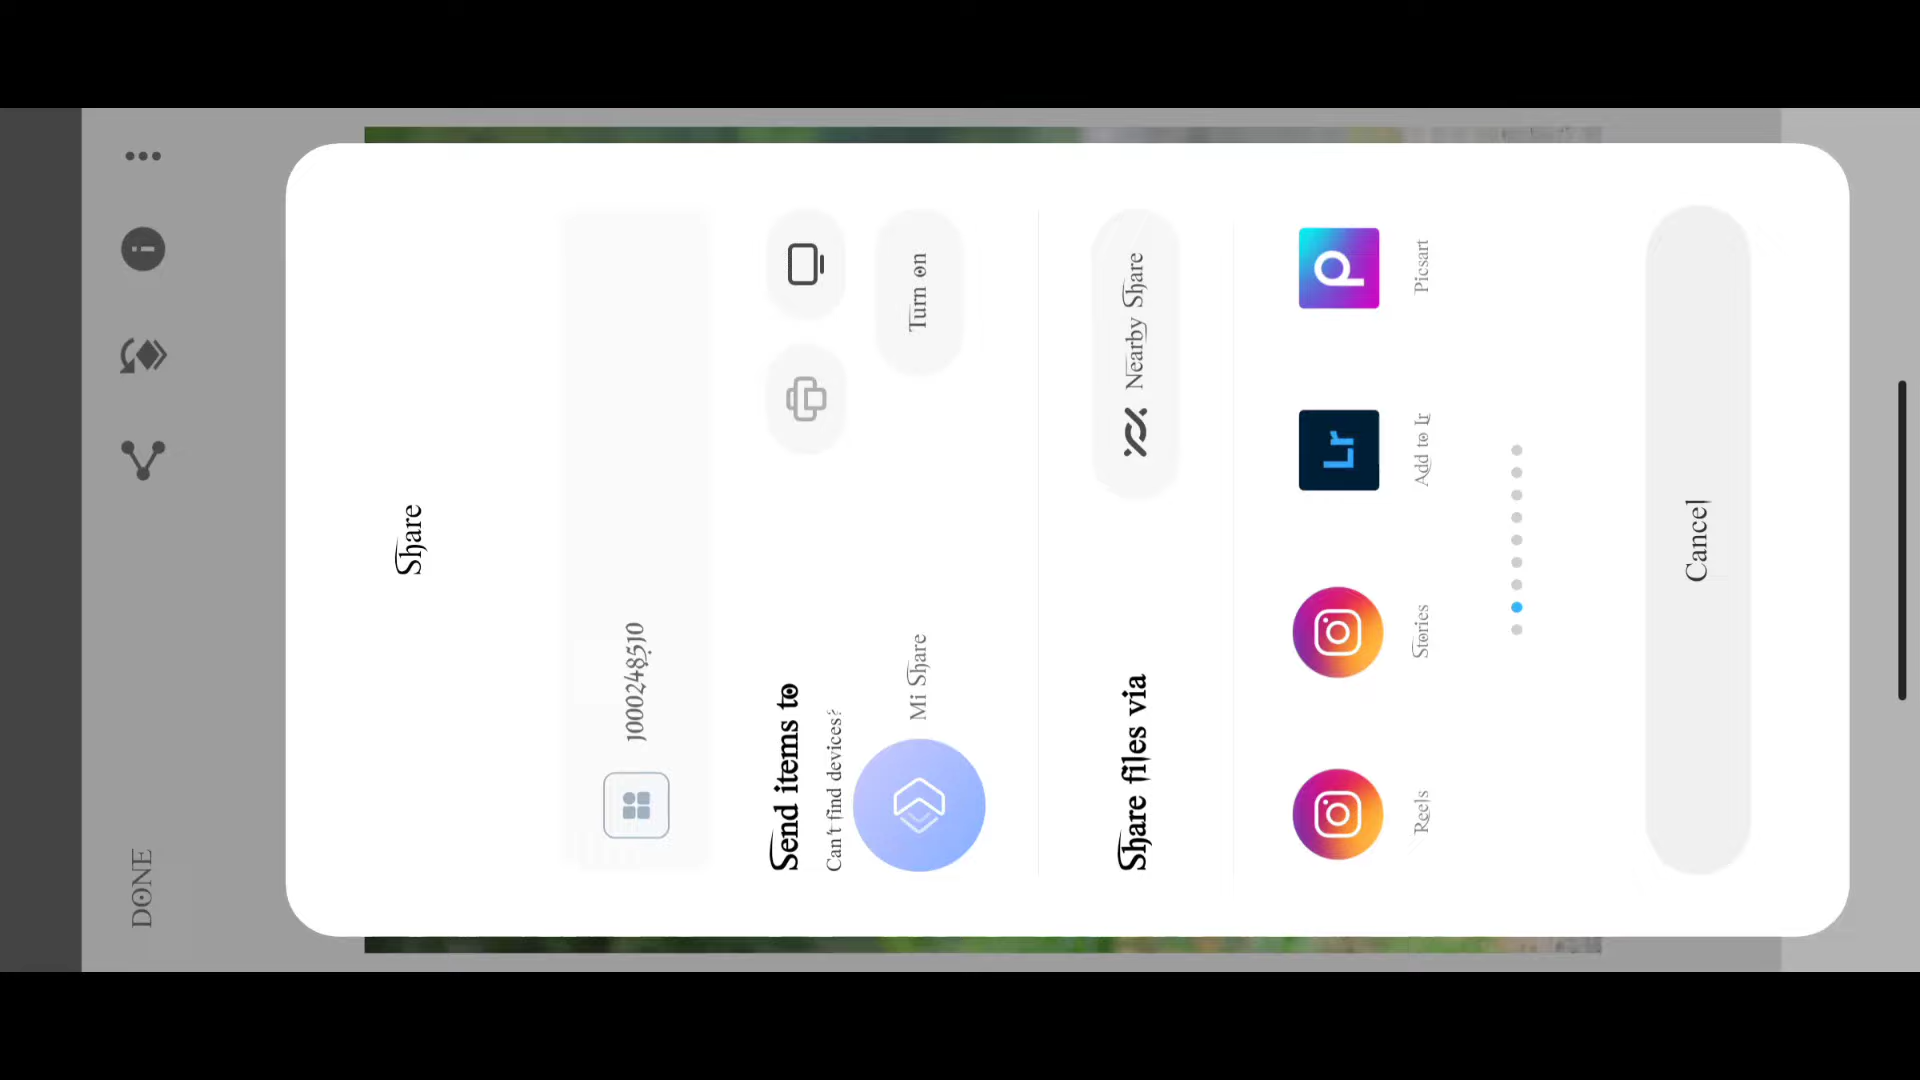 DONE
Share
1000248510
Send items to
Can't find devices?
Mi Share
Turn on
Share files via
Nearby Share
Reels
Stories
Lr
Add to Lr
Picsart
Cancel